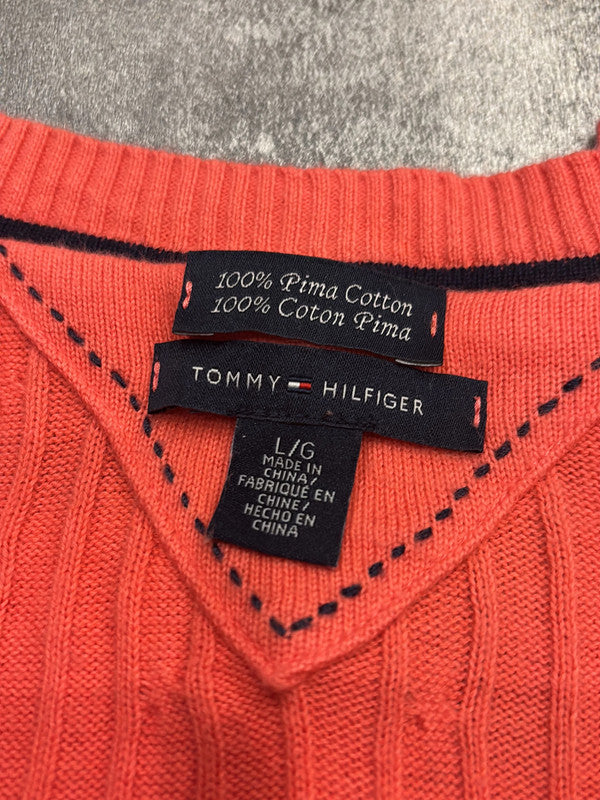 100% Pima Cotton
100% Coton Pima
TOMMY HILFIGER
L/G
MADE IN
CHINA/
FABRIQUÉ EN
CHINE/
HECHO EN
CHINA